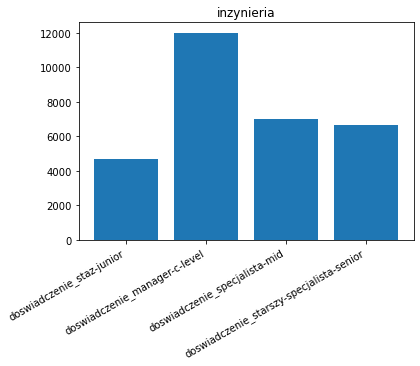 inzynieria
12000
10000
8000
6000
4000
2000
0
doswiadczenie_staz-junior
doswiadczenie_manager-c-level
doswiadczenie_specjalista-mid
doswiadczenie_starszy-specjalista-senior